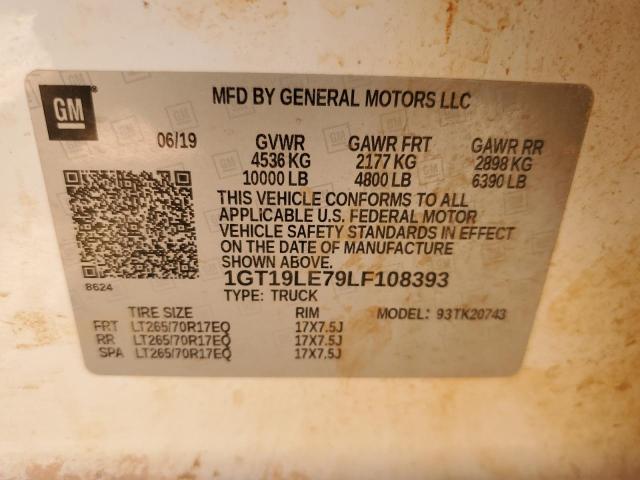 GM
MFD BY GENERAL MOTORS LLC
06/19 GVWR GAWR FRT GAWR RR
4536 KG 2177 KG 2898 KG
10000 LB 4800 LB 6390 LB
THIS VEHICLE CONFORMS TO ALL
APPLICABLE U.S. FEDERAL MOTOR
VEHICLE SAFETY STANDARDS IN EFFECT
ON THE DATE OF MANUFACTURE
SHOWN ABOVE.
8624
1GT19LE79LF108393
TYPE: TRUCK
TIRE SIZE RIM MODEL: 93TK20743
FRT LT265/70R17EQ 17X7.5J
RR LT265/70R17EQ 17X7.5J
SPA LT265/70R17EQ 17X7.5J